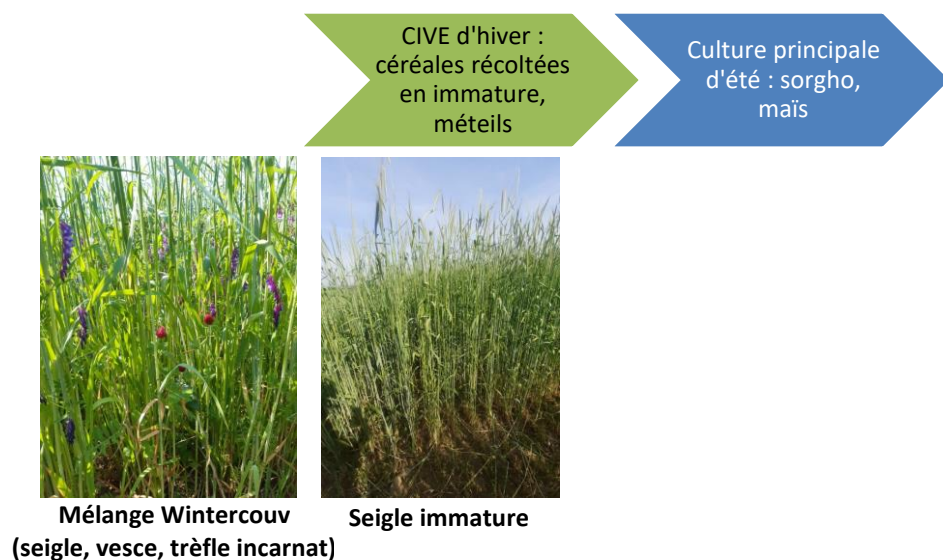 CIVE d'hiver :
céréales récoltées
en immature,
méteils
Culture principale
d'été : sorgho,
maïs
Mélange Wintercouv
(seigle, vesce, trèfle incarnat)
Seigle immature